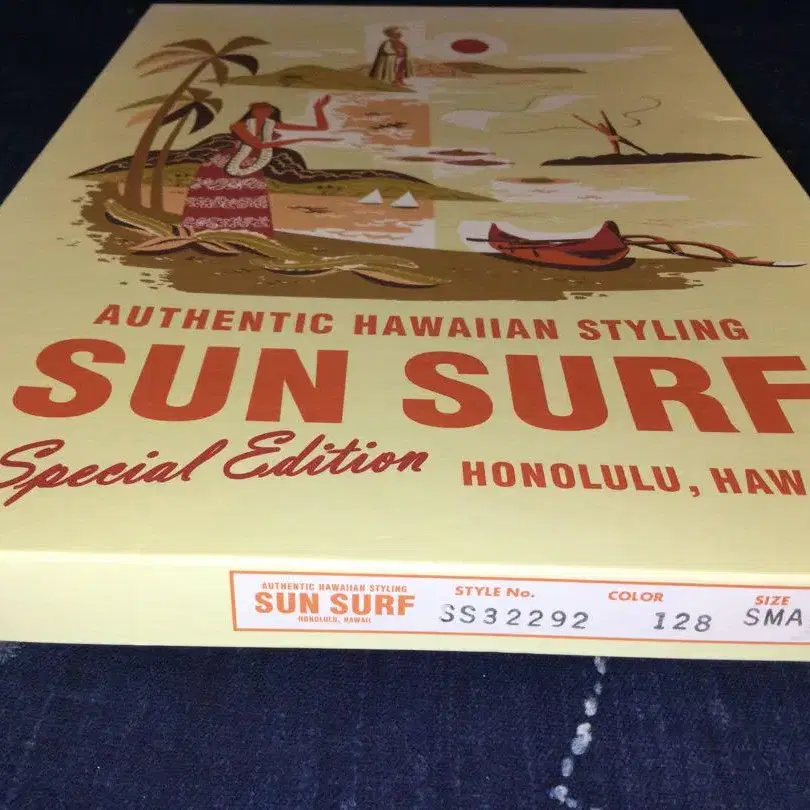 AUTHENTIC HAWAIIAN STYLING
SUN SURF
Special Edition
HONOLULU, HAW
AUTHENTIC HAWAIIAN STYLING
SUN SURF
HONOLULU, HAWAII
STYLE No.
SS32292
COLOR
128
SIZE
SMA